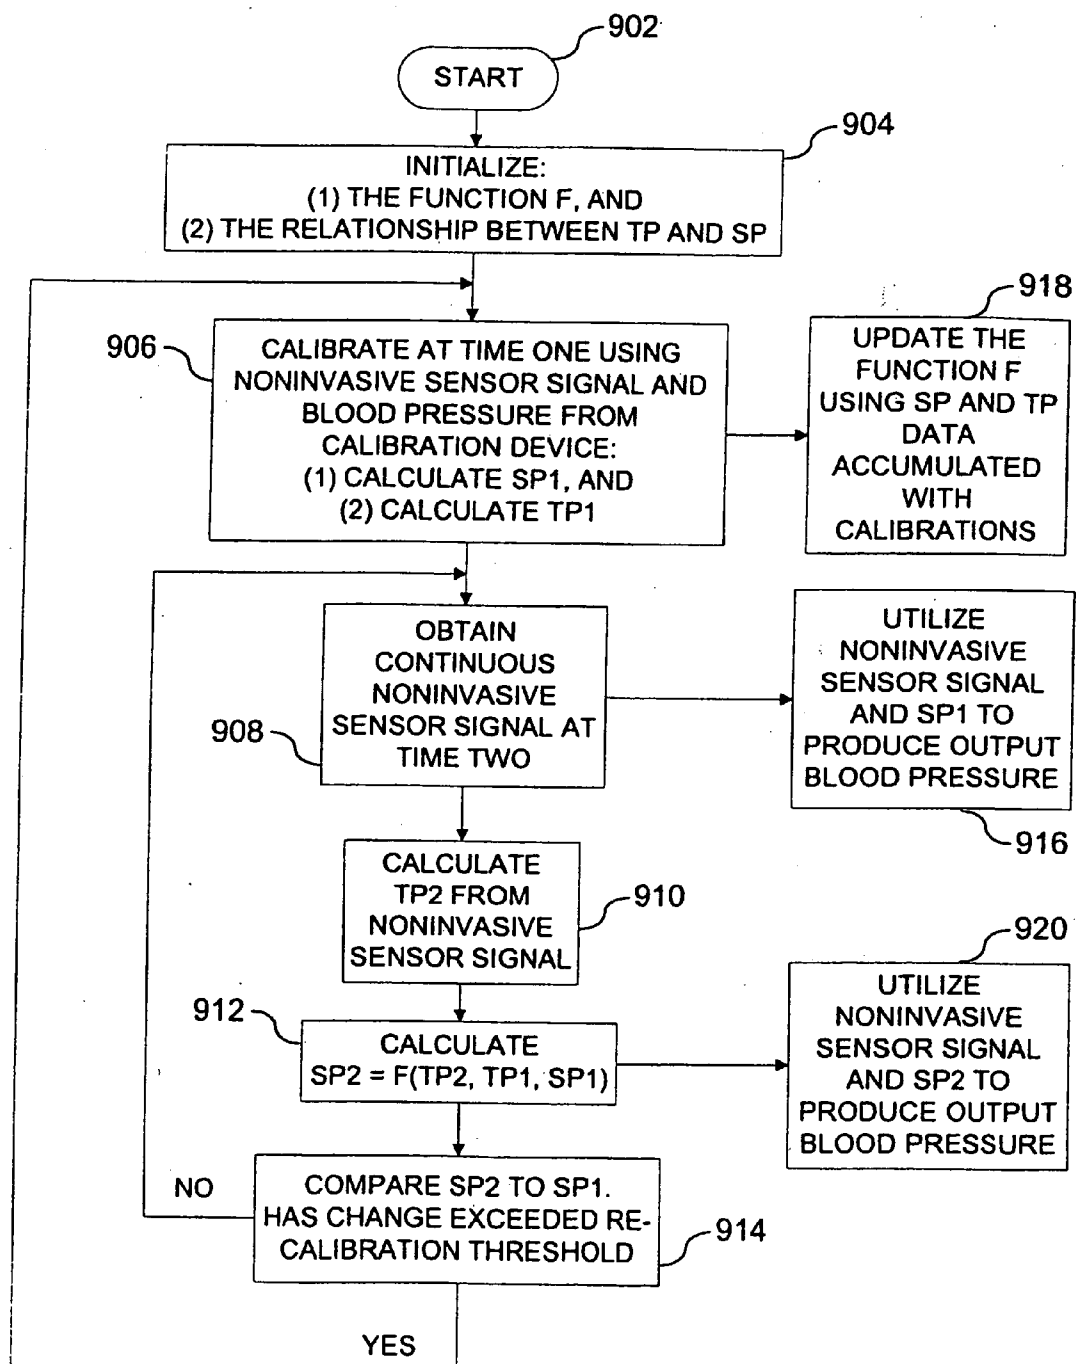 902
START
904
INITIALIZE:
(1) THE FUNCTION F, AND
(2) THE RELATIONSHIP BETWEEN TP AND SP
906
CALIBRATE AT TIME ONE USING
NONINVASIVE SENSOR SIGNAL AND
BLOOD PRESSURE FROM
CALIBRATION DEVICE:
(1) CALCULATE SP1, AND
(2) CALCULATE TP1
918
UPDATE THE
FUNCTION F
USING SP AND TP
DATA
ACCUMULATED
WITH
CALIBRATIONS
908
OBTAIN
CONTINUOUS
NONINVASIVE
SENSOR SIGNAL AT
TIME TWO
UTILIZE
NONINVASIVE
SENSOR SIGNAL
AND SP1 TO
PRODUCE OUTPUT
BLOOD PRESSURE
916
CALCULATE
TP2 FROM
NONINVASIVE
SENSOR SIGNAL
910
912
CALCULATE
SP2 = F(TP2, TP1, SP1)
920
UTILIZE
NONINVASIVE
SENSOR SIGNAL
AND SP2 TO
PRODUCE OUTPUT
BLOOD PRESSURE
NO
COMPARE SP2 TO SP1.
HAS CHANGE EXCEEDED RE-
CALIBRATION THRESHOLD
914
YES